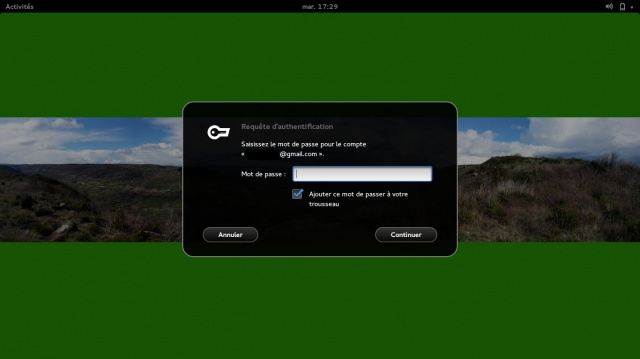 Activités mar. 17:29
Requête d'authentification
Saisissez le mot de passe pour le compte
« @gmail.com ».
Mot de passe :
Ajouter ce mot de passer à votre
trousseau
Annuler Continuer